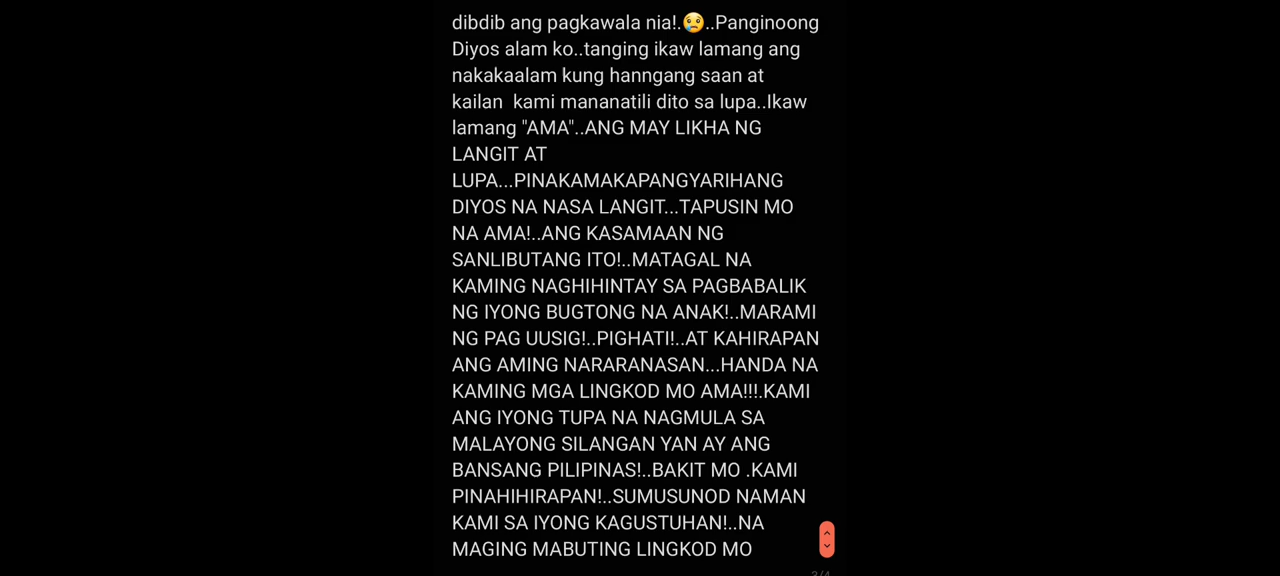 dibdib ang pagkawala nia!.😢..Panginoong
Diyos alam ko..tanging ikaw lamang ang
nakakaalam kung hanngang saan at
kailan  kami mananatili dito sa lupa..Ikaw
lamang "AMA"..ANG MAY LIKHA NG
LANGIT AT
LUPA...PINAKAMAKAPANGYARIHANG
DIYOS NA NASA LANGIT...TAPUSIN MO
NA AMA!..ANG KASAMAAN NG
SANLIBUTANG ITO!..MATAGAL NA
KAMING NAGHIHINTAY SA PAGBABALIK
NG IYONG BUGTONG NA ANAK!..MARAMI
NG PAG UUSIG!..PIGHATI!..AT KAHIRAPAN
ANG AMING NARARANASAN...HANDA NA
KAMING MGA LINGKOD MO AMA!!!.KAMI
ANG IYONG TUPA NA NAGMULA SA
MALAYONG SILANGAN YAN AY ANG
BANSANG PILIPINAS!..BAKIT MO .KAMI
PINAHIHIRAPAN!..SUMUSUNOD NAMAN
KAMI SA IYONG KAGUSTUHAN!..NA
MAGING MABUTING LINGKOD MO